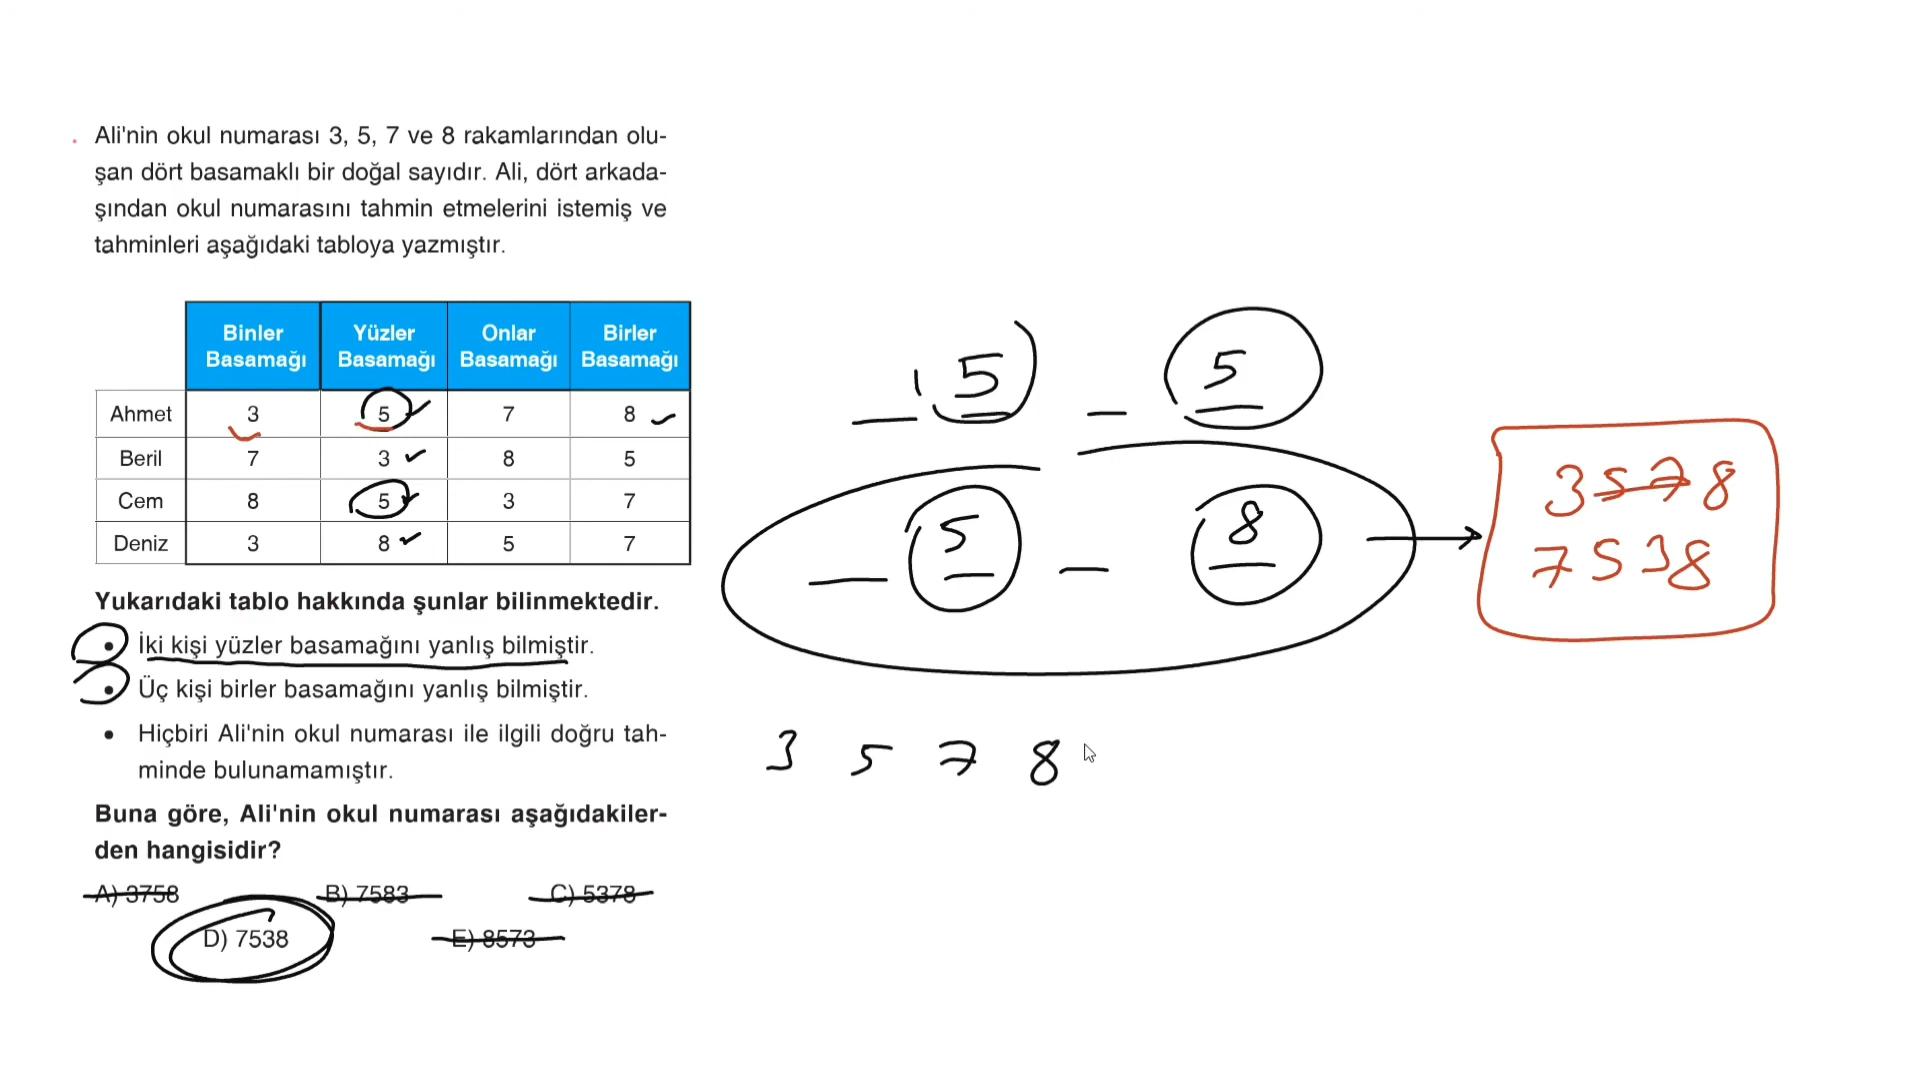 Ali'nin okul numarası 3, 5, 7 ve 8 rakamlarından olu-
şan dört basamaklı bir doğal sayıdır. Ali, dört arkada-
şından okul numarasını tahmin etmelerini istemiş ve
tahminleri aşağıdaki tabloya yazmıştır.
Binler Basamağı Yüzler Basamağı Onlar Basamağı Birler Basamağı
Ahmet 3 5 7 8
Beril 7 3 8 5
Cem 8 5 3 7
Deniz 3 8 5 7
Yukarıdaki tablo hakkında şunlar bilinmektedir.
• İki kişi yüzler basamağını yanlış bilmiştir.
• Üç kişi birler basamağını yanlış bilmiştir.
• Hiçbiri Ali'nin okul numarası ile ilgili doğru tah-
minde bulunamamıştır.
Buna göre, Ali'nin okul numarası aşağıdakiler-
den hangisidir?
A) 3758 B) 7583 C) 5378
D) 7538 E) 8573
_ 5 _ 5
_ 5 _ 8
3 5 7 8
3578
7538